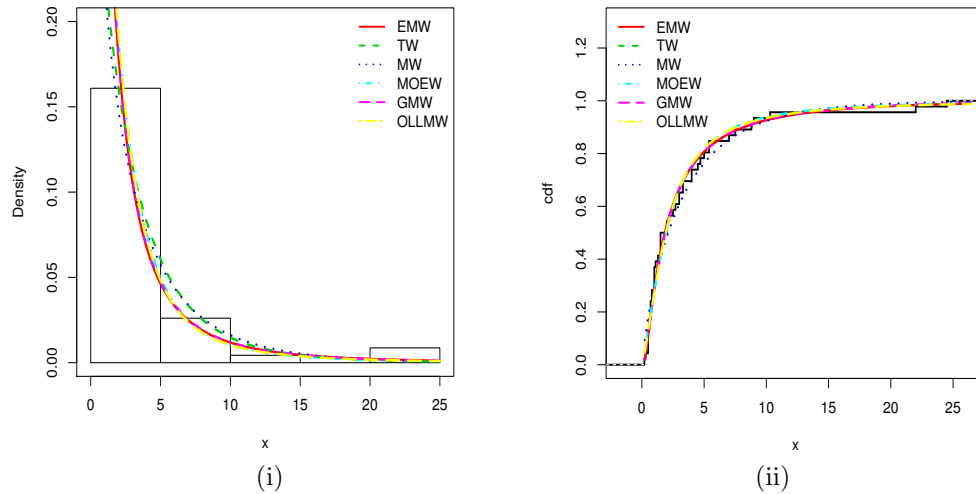 EMW
TW
MW
MOEW
GMW
OLLMW
Density
0.20
0.15
0.10
0.05
0.00
0 5 10 15 20 25
x
(i)
EMW
TW
MW
MOEW
GMW
OLLMW
cdf
1.2
1.0
0.8
0.6
0.4
0.2
0.0
0 5 10 15 20 25
x
(ii)